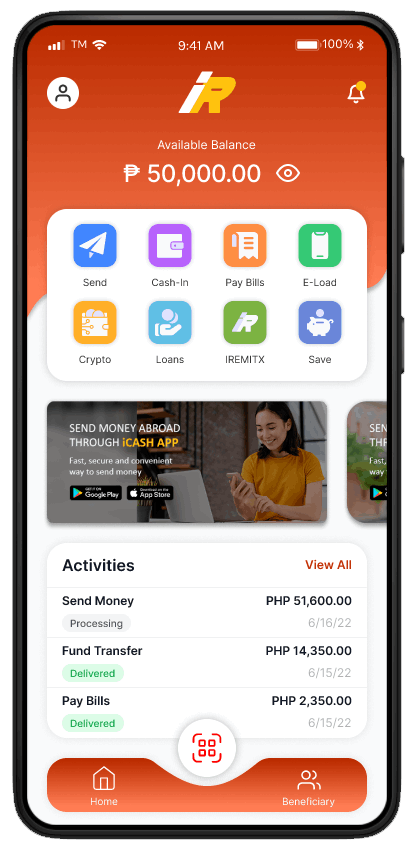 TM 9:41 AM 100%
iR
Available Balance
₱ 50,000.00
Send Cash-In Pay Bills E-Load
Crypto Loans IREMITX Save
SEND MONEY ABROAD
THROUGH iCASH APP
Fast, secure and convenient
way to send money
GET IT ON
Google Play
Download on the
App Store
SEN
THR
Fast,
way t
Activities View All
Send Money PHP 51,600.00
Processing 6/16/22
Fund Transfer PHP 14,350.00
Delivered 6/15/22
Pay Bills PHP 2,350.00
Delivered 6/15/22
Home Beneficiary